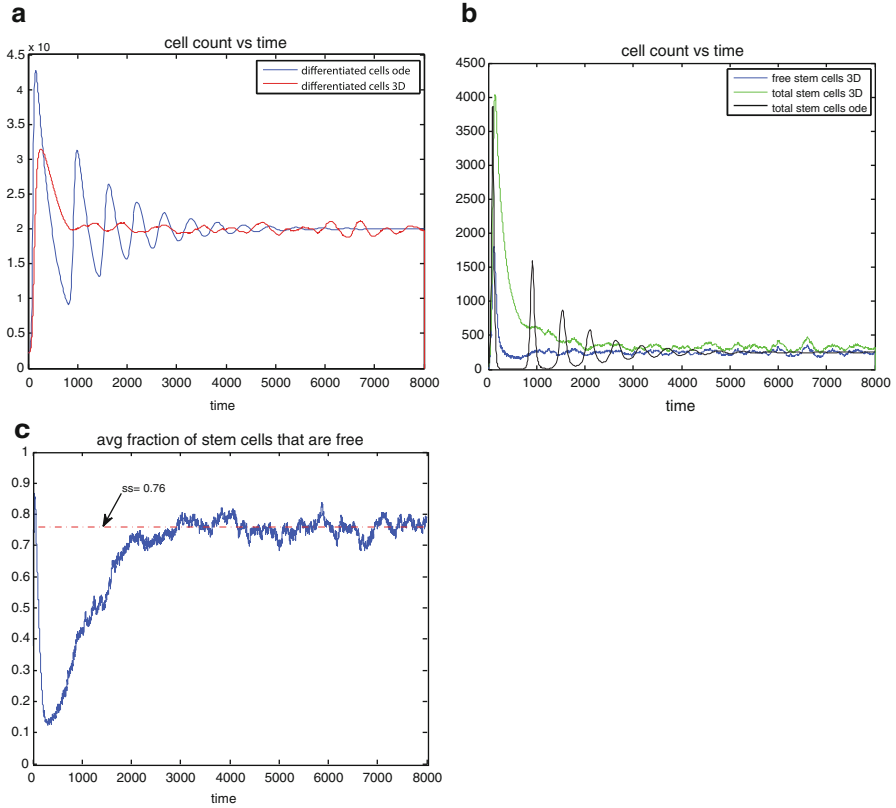 a
cell count vs time
x 10
4.5
4
3.5
3
2.5
2
1.5
1
0.5
0
0 1000 2000 3000 4000 5000 6000 7000 8000
time
differentiated cells ode
differentiated cells 3D
b
cell count vs time
4500
4000
3500
3000
2500
2000
1500
1000
500
0
0 1000 2000 3000 4000 5000 6000 7000 8000
time
free stem cells 3D
total stem cells 3D
total stem cells ode
c
avg fraction of stem cells that are free
1
0.9
0.8
0.7
0.6
0.5
0.4
0.3
0.2
0.1
0
0 1000 2000 3000 4000 5000 6000 7000 8000
time
ss= 0.76